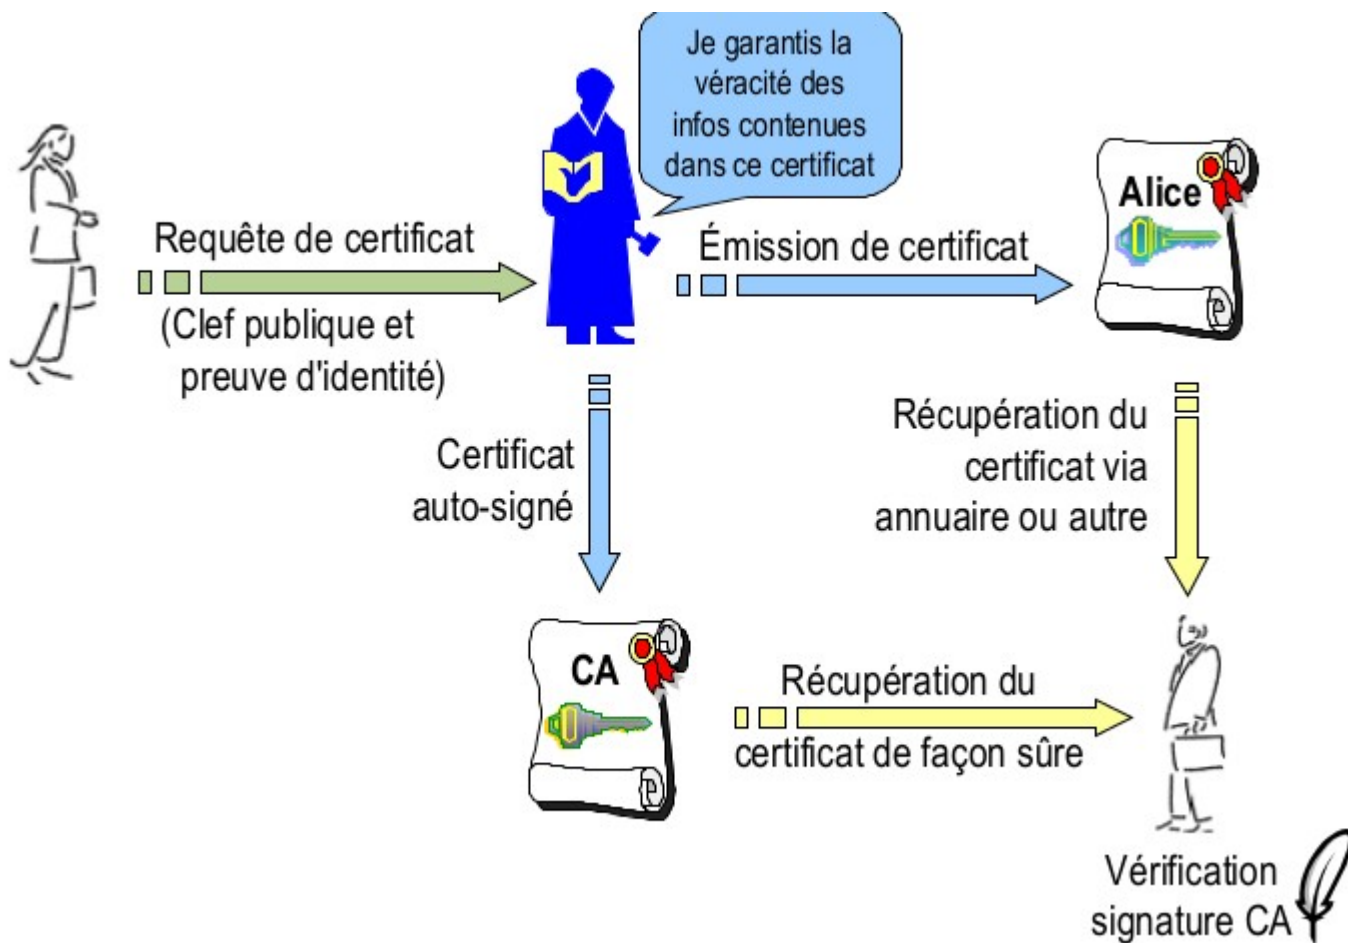 Je garantis la
véracité des
infos contenues
dans ce certificat
Alice
Requête de certificat
Émission de certificat
(Clef publique et
preuve d'identité)
Certificat
auto-signé
Récupération du
certificat via
annuaire ou autre
CA
Récupération du
certificat de façon sûre
Vérification
signature CA